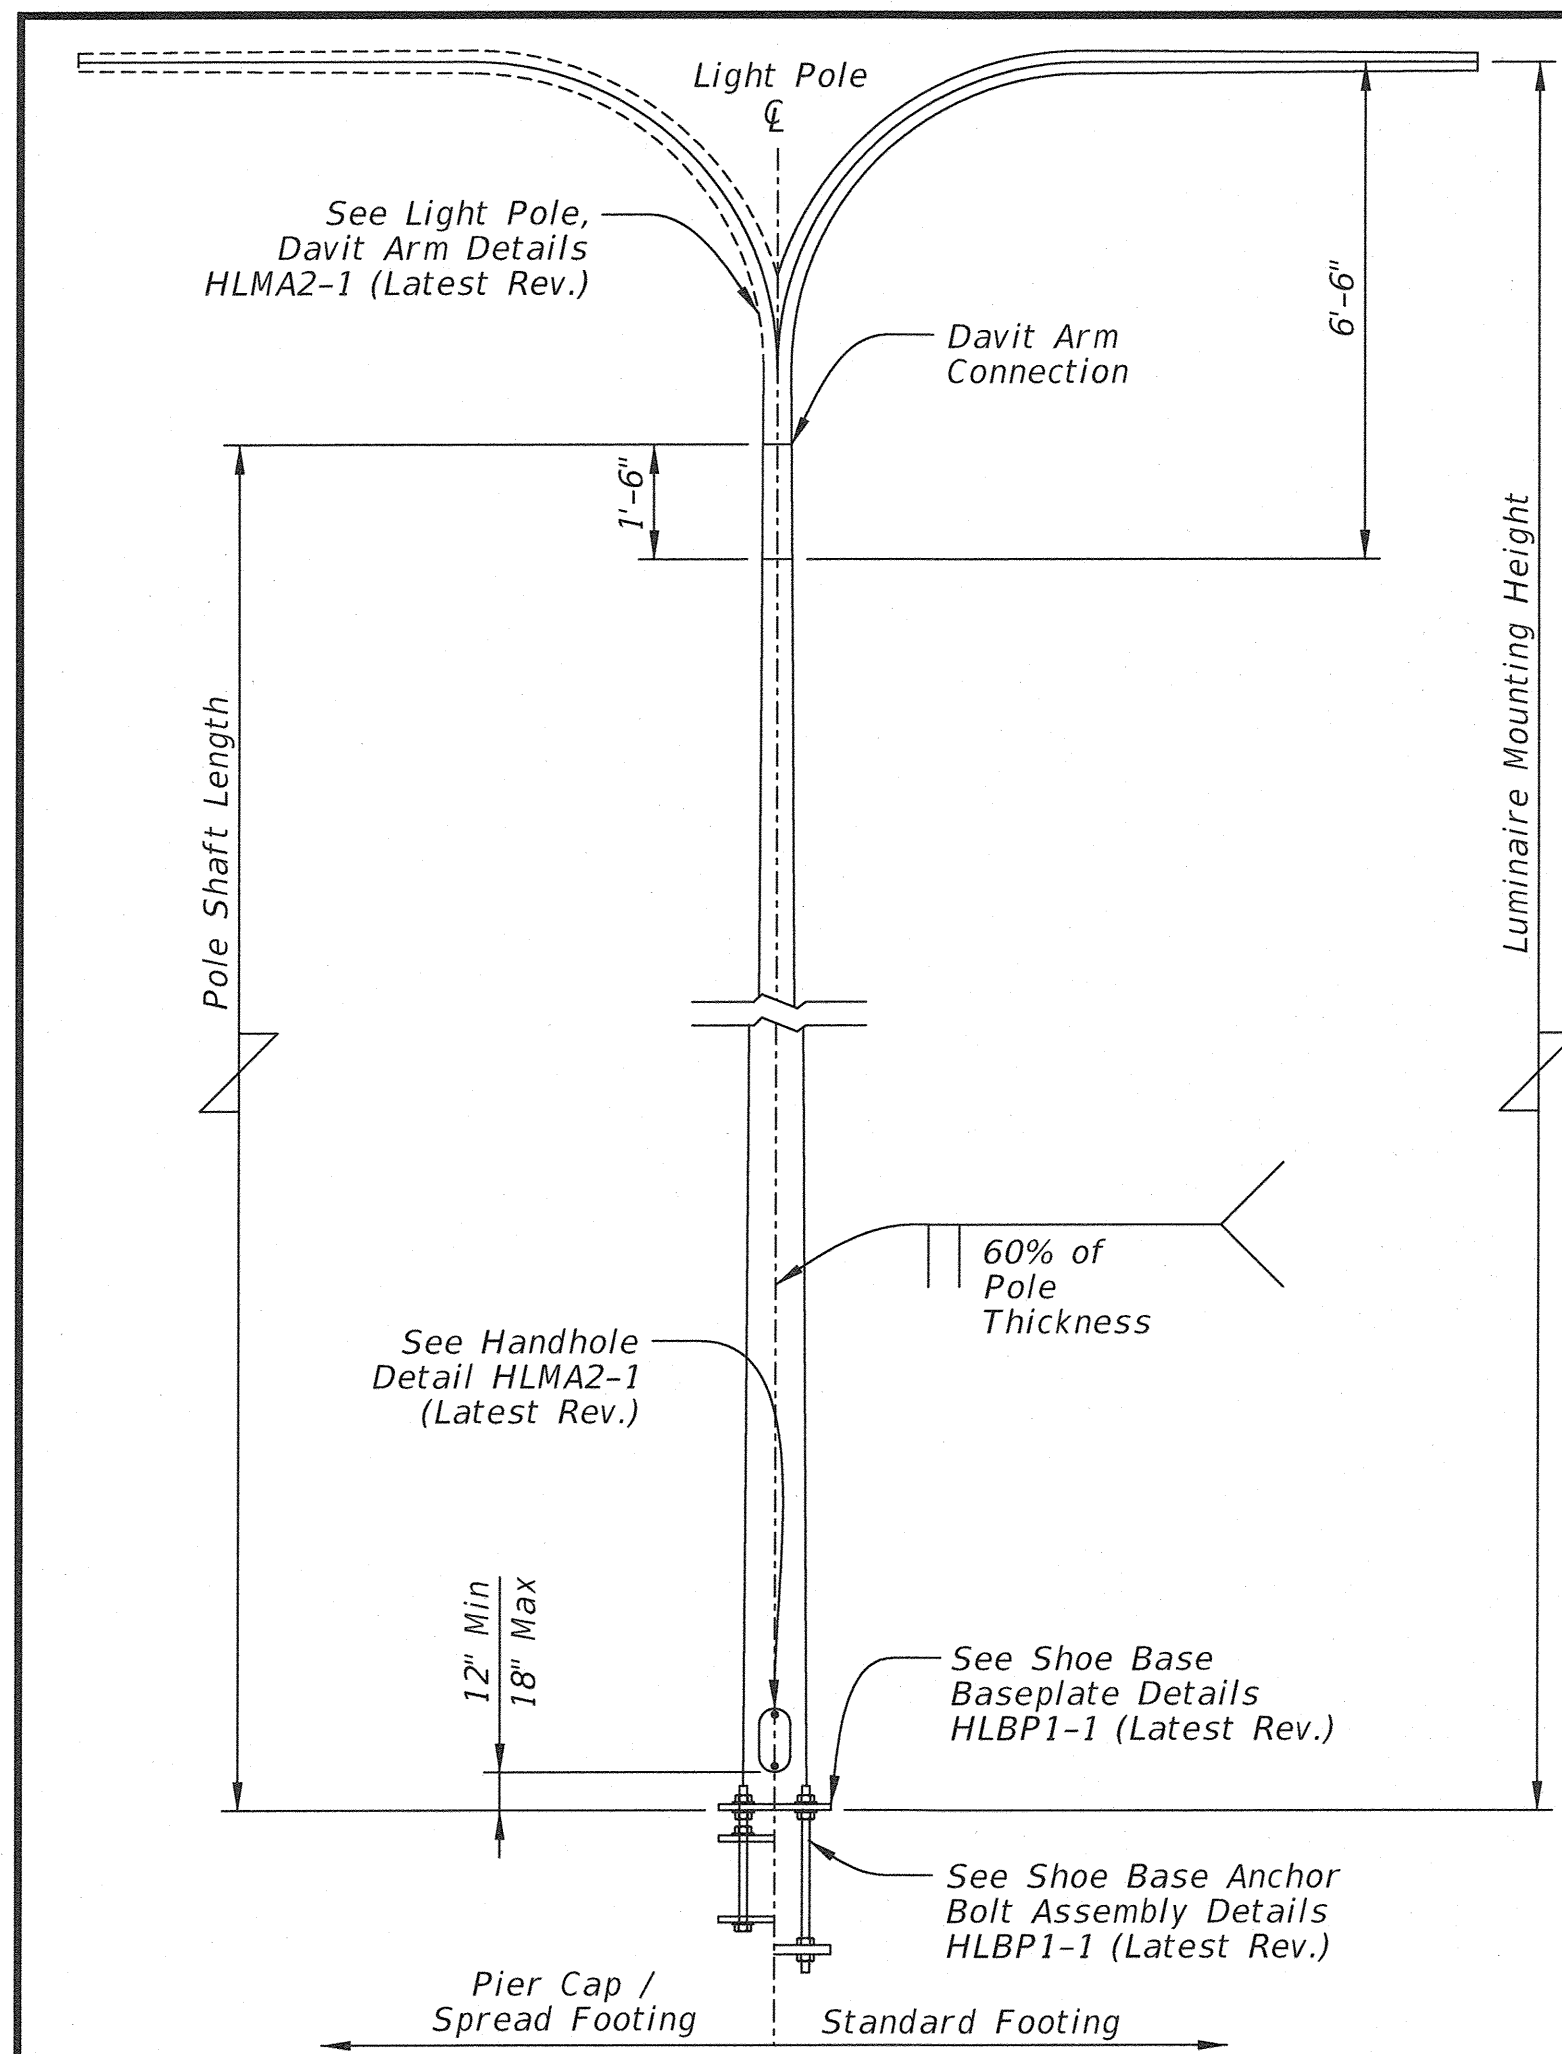 Light Pole
℄
See Light Pole,
Davit Arm Details
HLMA2-1 (Latest Rev.)
Davit Arm
Connection
6'-6"
1'-6"
Pole Shaft Length
Luminaire Mounting Height
60% of
Pole
Thickness
See Handhole
Detail HLMA2-1
(Latest Rev.)
12" Min
18" Max
See Shoe Base
Baseplate Details
HLBP1-1 (Latest Rev.)
See Shoe Base Anchor
Bolt Assembly Details
HLBP1-1 (Latest Rev.)
Pier Cap /
Spread Footing
Standard Footing